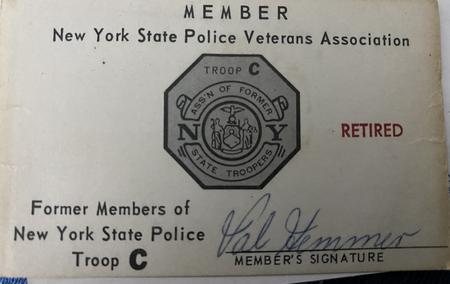 MEMBER
New York State Police Veterans Association
TROOP C
ASS'N OF FORMER
N Y
STATE TROOPERS
RETIRED
Former Members of
New York State Police
Troop C
Val Hemmer
MEMBER'S SIGNATURE